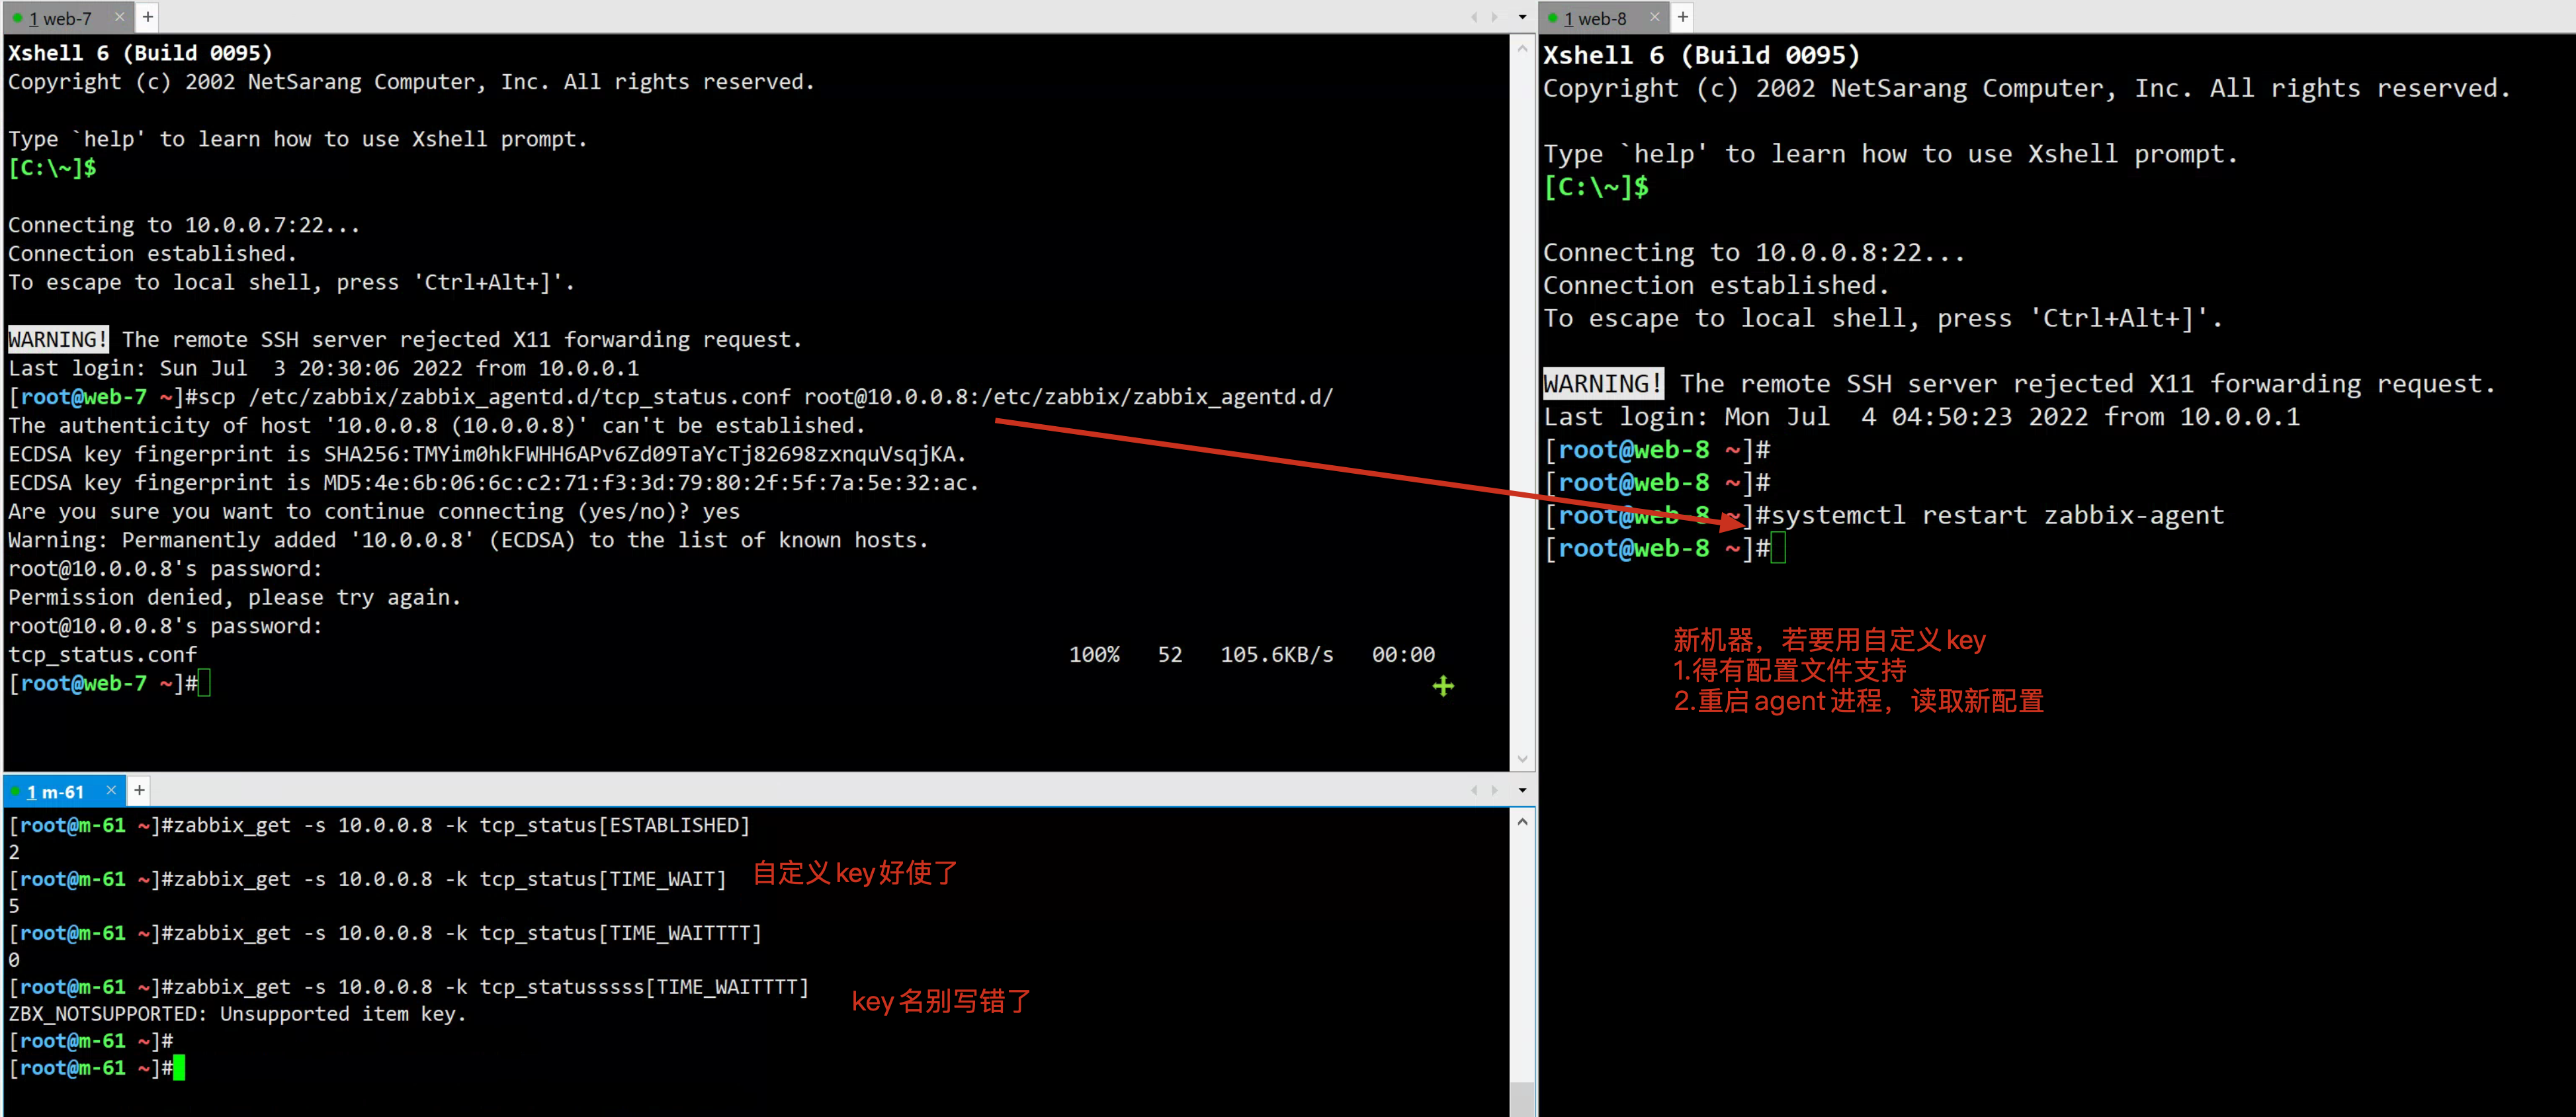 1 web-7
Xshell 6 (Build 0095)
Copyright (c) 2002 NetSarang Computer, Inc. All rights reserved.
Type `help' to learn how to use Xshell prompt.
[C:\~]$
Connecting to 10.0.0.7:22...
Connection established.
To escape to local shell, press 'Ctrl+Alt+]'.
WARNING! The remote SSH server rejected X11 forwarding request.
Last login: Sun Jul  3 20:30:06 2022 from 10.0.0.1
[root@web-7 ~]#scp /etc/zabbix/zabbix_agentd.d/tcp_status.conf root@10.0.0.8:/etc/zabbix/zabbix_agentd.d/
The authenticity of host '10.0.0.8 (10.0.0.8)' can't be established.
ECDSA key fingerprint is SHA256:TMYim0hkFWHH6APv6Zd09TaYcTj82698zxnquVsqjKA.
ECDSA key fingerprint is MD5:4e:6b:06:6c:c2:71:f3:3d:79:80:2f:5f:7a:5e:32:ac.
Are you sure you want to continue connecting (yes/no)? yes
Warning: Permanently added '10.0.0.8' (ECDSA) to the list of known hosts.
root@10.0.0.8's password:
Permission denied, please try again.
root@10.0.0.8's password:
tcp_status.conf 100% 52 105.6KB/s 00:00
[root@web-7 ~]#
1 m-61
[root@m-61 ~]#zabbix_get -s 10.0.0.8 -k tcp_status[ESTABLISHED]
2
[root@m-61 ~]#zabbix_get -s 10.0.0.8 -k tcp_status[TIME_WAIT]
自定义key好使了
5
[root@m-61 ~]#zabbix_get -s 10.0.0.8 -k tcp_status[TIME_WAITTTT]
0
[root@m-61 ~]#zabbix_get -s 10.0.0.8 -k tcp_statusssss[TIME_WAITTTT]
key名别写错了
ZBX_NOTSUPPORTED: Unsupported item key.
[root@m-61 ~]#
[root@m-61 ~]#
1 web-8
Xshell 6 (Build 0095)
Copyright (c) 2002 NetSarang Computer, Inc. All rights reserved.
Type `help' to learn how to use Xshell prompt.
[C:\~]$
Connecting to 10.0.0.8:22...
Connection established.
To escape to local shell, press 'Ctrl+Alt+]'.
WARNING! The remote SSH server rejected X11 forwarding request.
Last login: Mon Jul  4 04:50:23 2022 from 10.0.0.1
[root@web-8 ~]#
[root@web-8 ~]#
[root@web-8 ~]#systemctl restart zabbix-agent
[root@web-8 ~]#
新机器，若要用自定义key
1.得有配置文件支持
2.重启agent进程，读取新配置